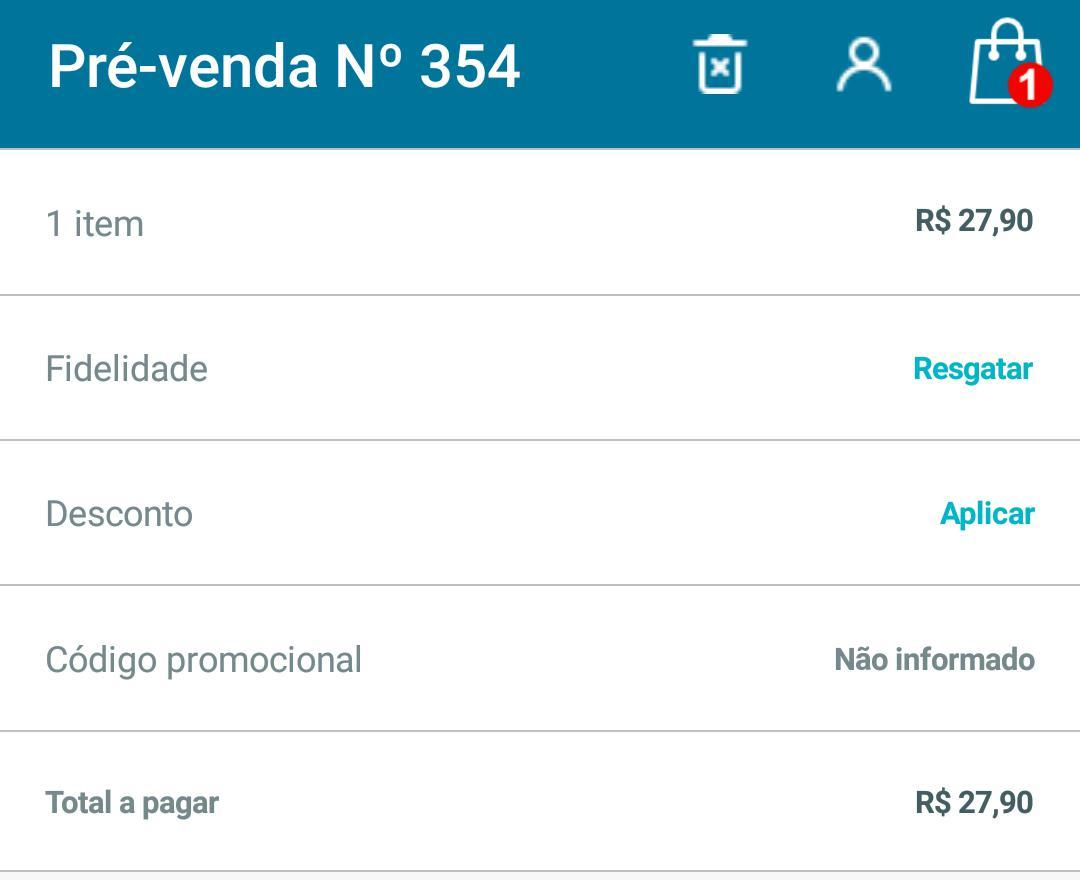 Pré-venda Nº 354
1
1 item R$ 27,90
Fidelidade Resgatar
Desconto Aplicar
Código promocional Não informado
Total a pagar R$ 27,90